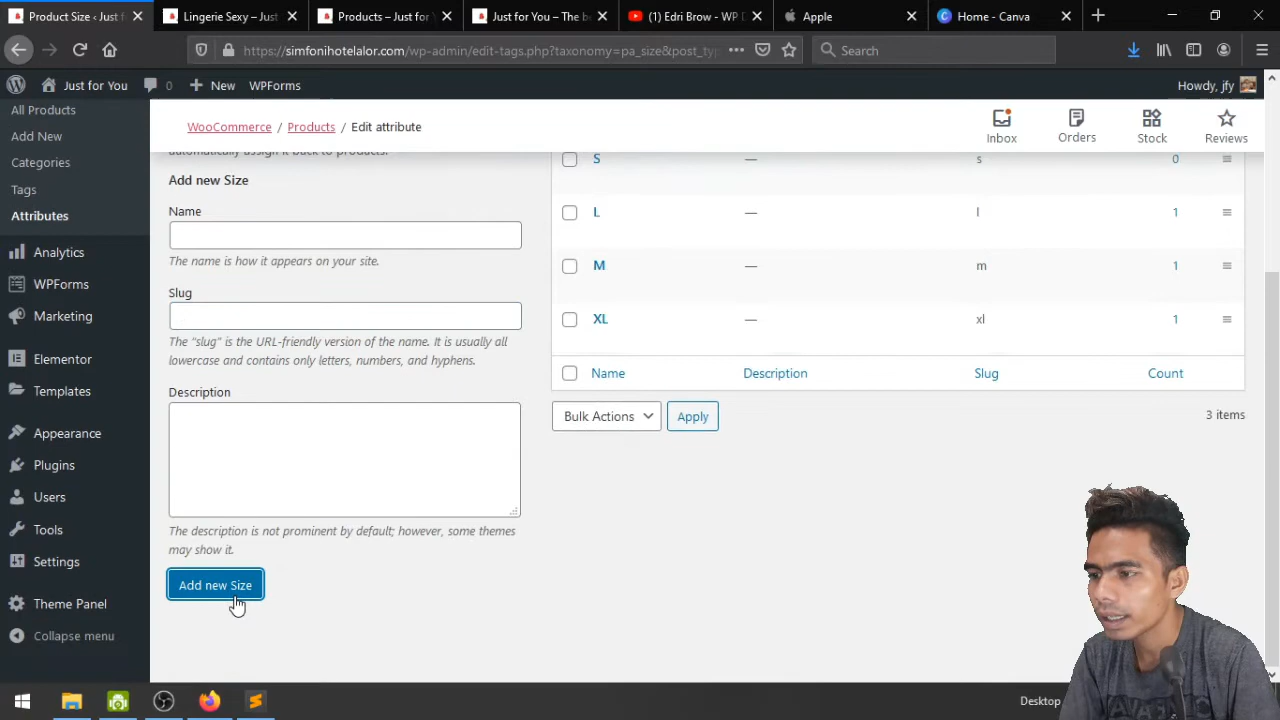 Product Size ‹ Just f
Lingerie Sexy – Just
Products – Just for Y
Just for You – The b
(1) Edri Brow - WP D
Apple
Home - Canva
https://simfonihotelalor.com/wp-admin/edit-tags.php?taxonomy=pa_size&post_typ
Search
Just for You
0
New
WPForms
Howdy, jfy
All Products
Add New
Categories
Tags
Attributes
Analytics
WPForms
Marketing
Elementor
Templates
Appearance
Plugins
Users
Tools
Settings
Theme Panel
Collapse menu
WooCommerce / Products / Edit attribute
Inbox
Orders
Stock
Reviews
automatically assign it back to products.
Add new Size
Name
The name is how it appears on your site.
Slug
The "slug" is the URL-friendly version of the name. It is usually all
lowercase and contains only letters, numbers, and hyphens.
Description
The description is not prominent by default; however, some themes
may show it.
Add new Size
S — s 0
L — l 1
M — m 1
XL — xl 1
Name Description Slug Count
Bulk Actions
Apply
3 items
Desktop